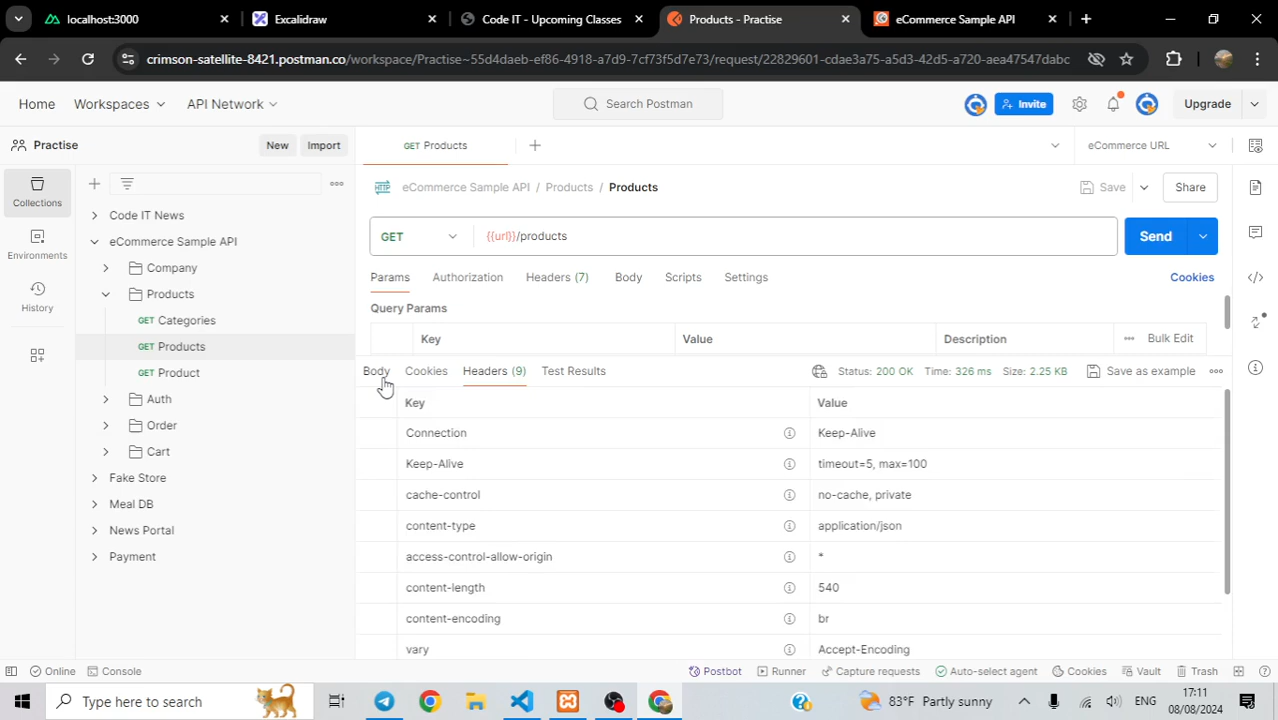 localhost:3000
Excalidraw
Code IT - Upcoming Classes
Products - Practise
eCommerce Sample API
crimson-satellite-8421.postman.co/workspace/Practise~55d4daeb-ef86-4918-a7d9-7cf73f5d7e73/request/22829601-cdae3a75-a5d3-42d5-a720-aea47547dabc
Home
Workspaces
API Network
Search Postman
Invite
Upgrade
Practise
New
Import
GET Products
eCommerce URL
Collections
Environments
History
Code IT News
eCommerce Sample API
Company
Products
GET Categories
GET Products
GET Product
Auth
Order
Cart
Fake Store
Meal DB
News Portal
Payment
HTTP
eCommerce Sample API / Products / Products
Save
Share
GET
{{url}}/products
Send
Params
Authorization
Headers (7)
Body
Scripts
Settings
Cookies
Query Params
Key
Value
Description
Bulk Edit
Body
Cookies
Headers (9)
Test Results
Status: 200 OK
Time: 326 ms
Size: 2.25 KB
Save as example
Key
Value
Connection
Keep-Alive
Keep-Alive
timeout=5, max=100
cache-control
no-cache, private
content-type
application/json
access-control-allow-origin
*
content-length
540
content-encoding
br
vary
Accept-Encoding
Online
Console
Postbot
Runner
Capture requests
Auto-select agent
Cookies
Vault
Trash
Type here to search
83°F Partly sunny
ENG
17:11
08/08/2024